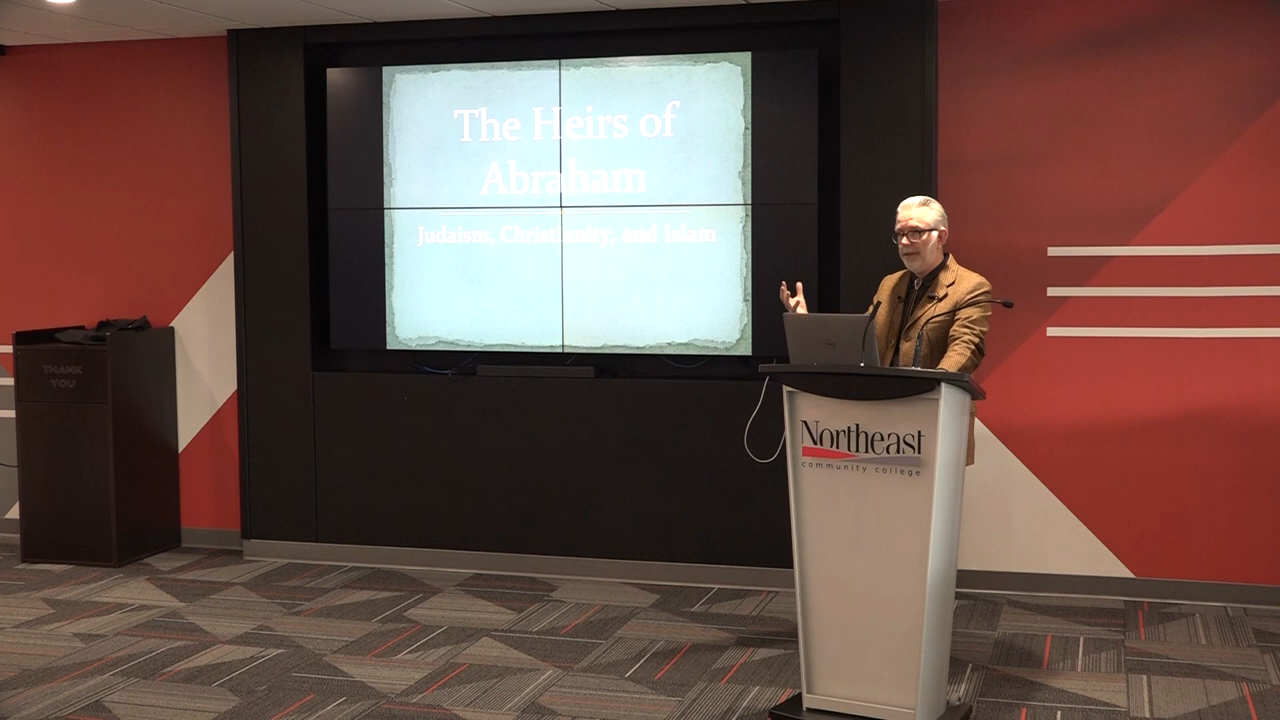 The Heirs of
Abraham
Judaism, Christianity, and Islam
THANK
YOU
Northeast
community college